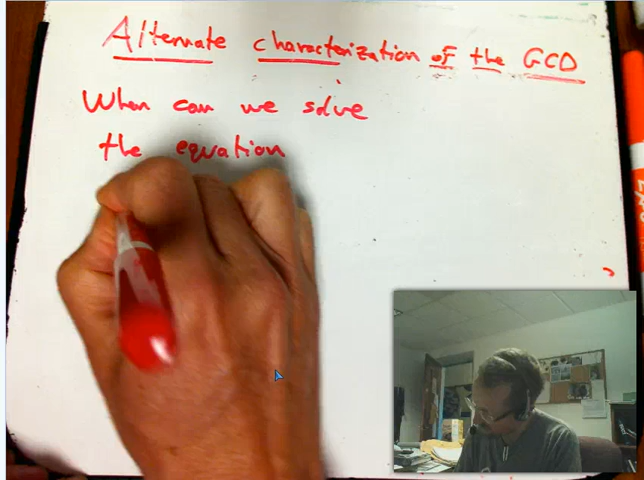 Alternate characterization of the GCD
When can we solve
the equation